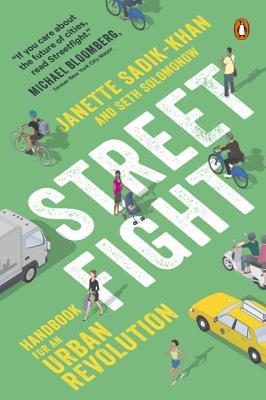 "If you care about
the future of cities,
read Streetfight."
MICHAEL BLOOMBERG,
former New York City Mayor
JANETTE SADIK-KHAN
AND SETH SOLOMONOW
STREET
FIGHT
HANDBOOK
FOR AN
URBAN
REVOLUTION